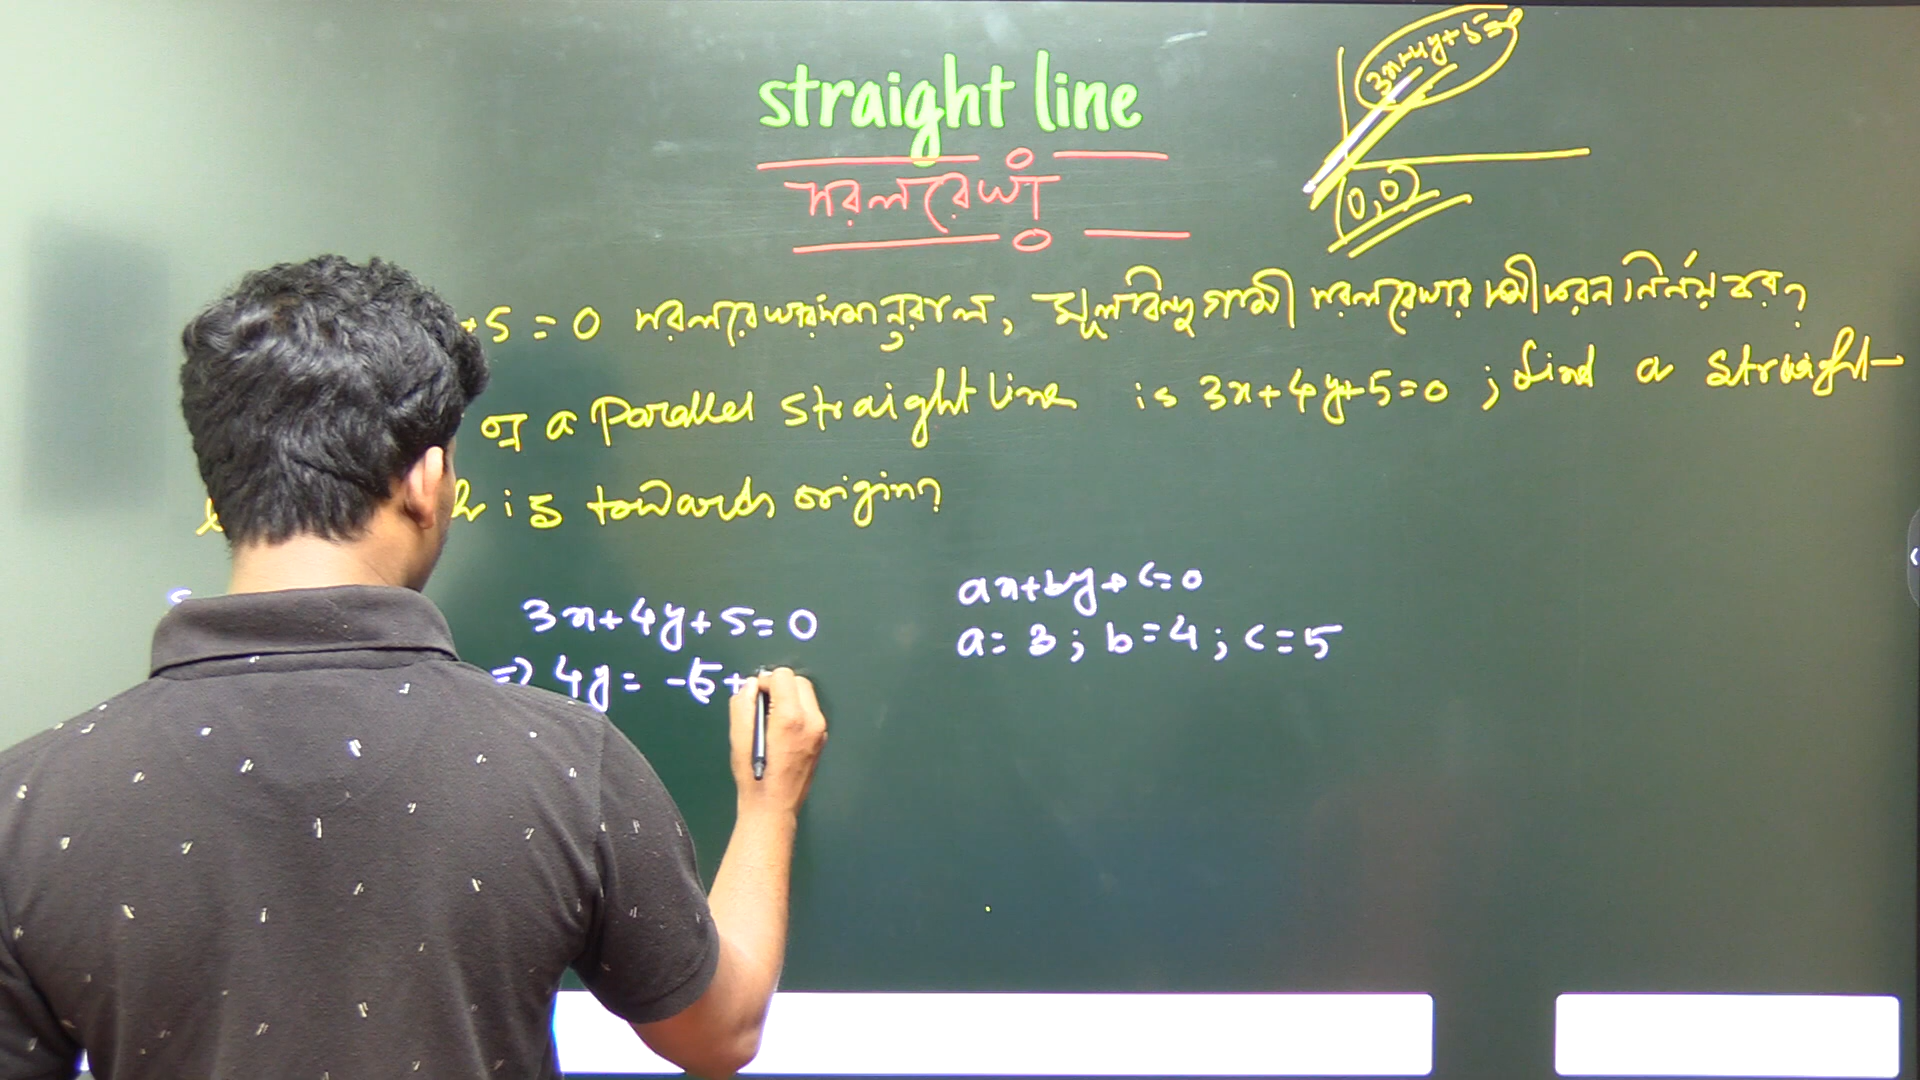 straight line
সরলরেখা
3x+4y+5=0
(0,0)
+5=0 সরলরেখার সমান্তরাল, মূলবিন্দুগামী সরলরেখার সমীকরন নির্নয় কর?
of a Parallel straight line is 3x+4y+5=0 ; find a straight
is towards origin?
3x+4y+5=0
⇒ 4y= -(5+
ax+by+c=0
a= 3; b=4; c=5